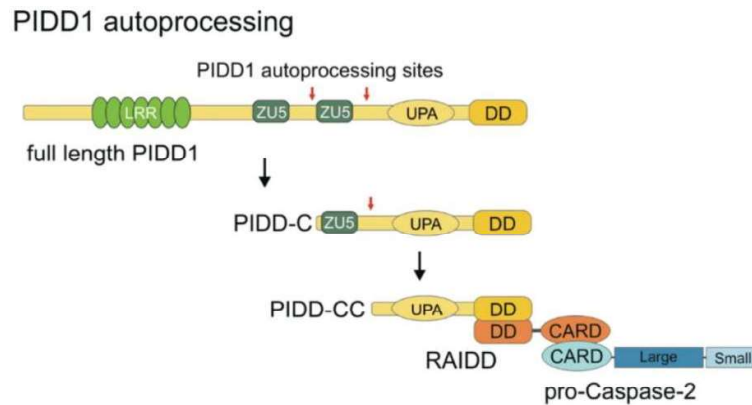 PIDD1 autoprocessing
PIDD1 autoprocessing sites
LRR ZU5 ZU5 UPA DD
full length PIDD1
PIDD-C ZU5 UPA DD
PIDD-CC UPA DD
DD CARD
RAIDD CARD Large Small
pro-Caspase-2